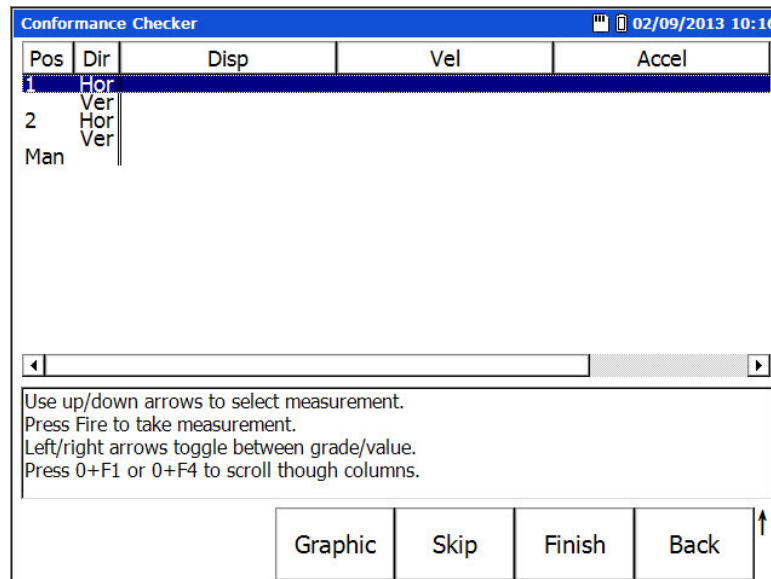 Conformance Checker 02/09/2013 10:16
Pos Dir Disp Vel Accel
1 Hor
Ver
2 Hor
Ver
Man
Use up/down arrows to select measurement.
Press Fire to take measurement.
Left/right arrows toggle between grade/value.
Press 0+F1 or 0+F4 to scroll though columns.
Graphic Skip Finish Back